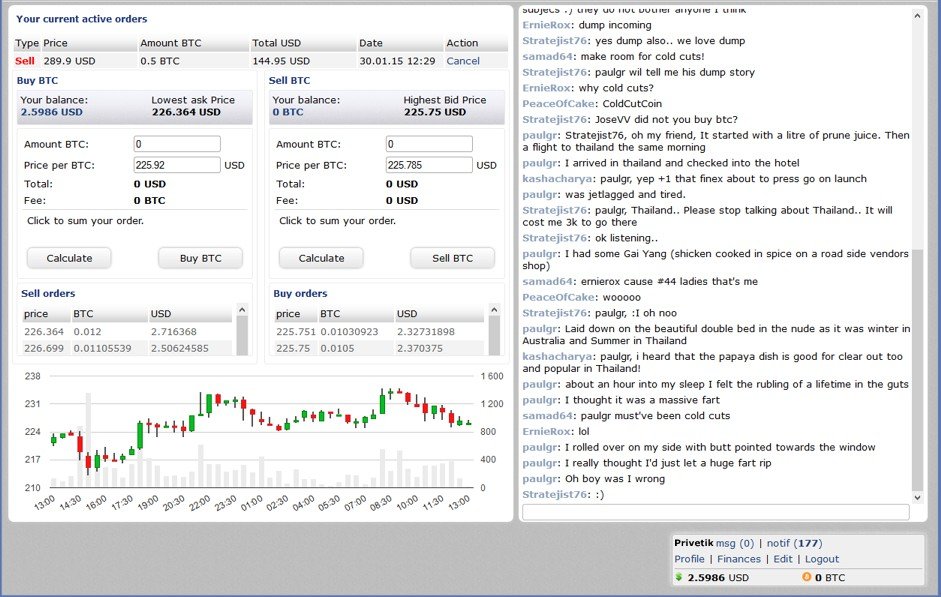 Your current active orders
Type Price Amount BTC Total USD Date Action
Sell 289.9 USD 0.5 BTC 144.95 USD 30.01.15 12:29 Cancel
Buy BTC
Your balance: Lowest ask Price
2.5986 USD 226.364 USD
Amount BTC: 0
Price per BTC: 225.92 USD
Total: 0 USD
Fee: 0 BTC
Click to sum your order.
Calculate Buy BTC
Sell BTC
Your balance: Highest Bid Price
0 BTC 225.75 USD
Amount BTC: 0
Price per BTC: 225.785 USD
Total: 0 USD
Fee: 0 USD
Click to sum your order.
Calculate Sell BTC
Sell orders
price BTC USD
226.364 0.012 2.716368
226.699 0.01105539 2.50624585
Buy orders
price BTC USD
225.751 0.01030923 2.32731898
225.75 0.0105 2.370375
238 1 600
231 1 200
224 800
217 400
210 0
13:00 14:30 16:00 17:30 19:00 20:30 22:00 23:30 01:00 02:30 04:00 05:30 07:00 08:30 10:00 11:30 13:00
subjecs :) they do not bother anyone I think
ErnieRox: dump incoming
Stratejist76: yes dump also.. we love dump
samad64: make room for cold cuts!
Stratejist76: paulgr wil tell me his dump story
ErnieRox: why cold cuts?
PeaceOfCake: ColdCutCoin
Stratejist76: JoseVV did not you buy btc?
paulgr: Stratejist76, oh my friend, It started with a litre of prune juice. Then
a flight to thailand the same morning
paulgr: I arrived in thailand and checked into the hotel
kashacharya: paulgr, yep +1 that finex about to press go on launch
paulgr: was jetlagged and tired.
Stratejist76: paulgr, Thailand.. Please stop talking about Thailand.. It will
cost me 3k to go there
Stratejist76: ok listening..
paulgr: I had some Gai Yang (chicken cooked in spice on a road side vendors
shop)
samad64: ernierox cause #44 ladies that's me
PeaceOfCake: wooooo
Stratejist76: paulgr, :I oh noo
paulgr: Laid down on the beautiful double bed in the nude as it was winter in
Australia and Summer in Thailand
kashacharya: paulgr, i heard that the papaya dish is good for clear out too
and popular in Thailand!
paulgr: about an hour into my sleep I felt the rubling of a lifetime in the guts
paulgr: I thought it was a massive fart
samad64: paulgr must've been cold cuts
ErnieRox: lol
paulgr: I rolled over on my side with butt pointed towards the window
paulgr: I really thought I'd just let a huge fart rip
paulgr: Oh boy was I wrong
Stratejist76: :)
Privetik msg (0) | notif (177)
Profile | Finances | Edit | Logout
$ 2.5986 USD 0 BTC